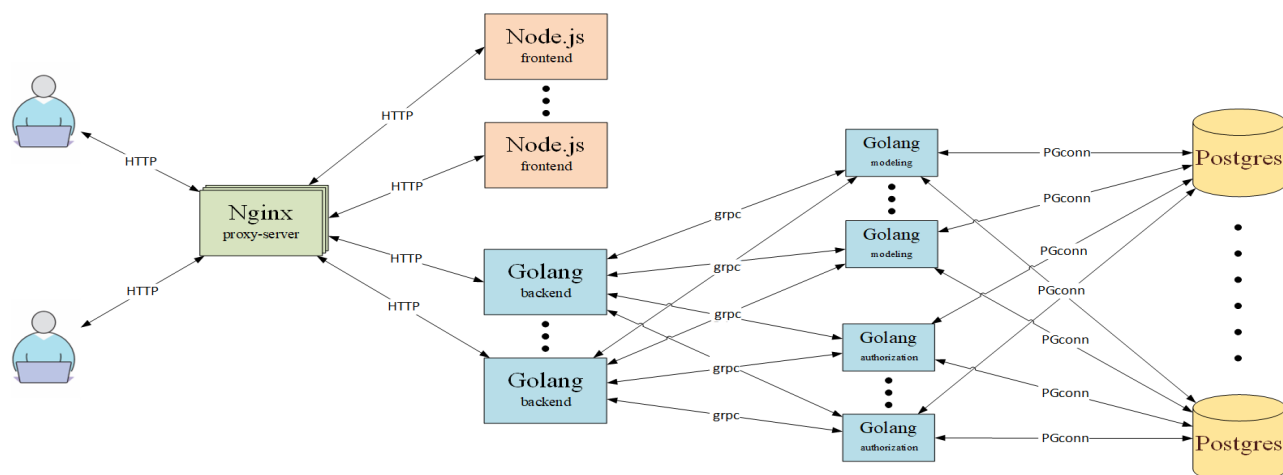 Node.js
frontend
HTTP
Node.js
frontend
HTTP
HTTP
HTTP
Nginx
proxy-server
HTTP
HTTP
HTTP
Golang
backend
Golang
backend
grpc
grpc
grpc
grpc
grpc
Golang
modeling
Golang
modeling
Golang
authorization
Golang
authorization
PGconn
PGconn
PGconn
PGconn
PGconn
PGconn
PGconn
Postgres
Postgres